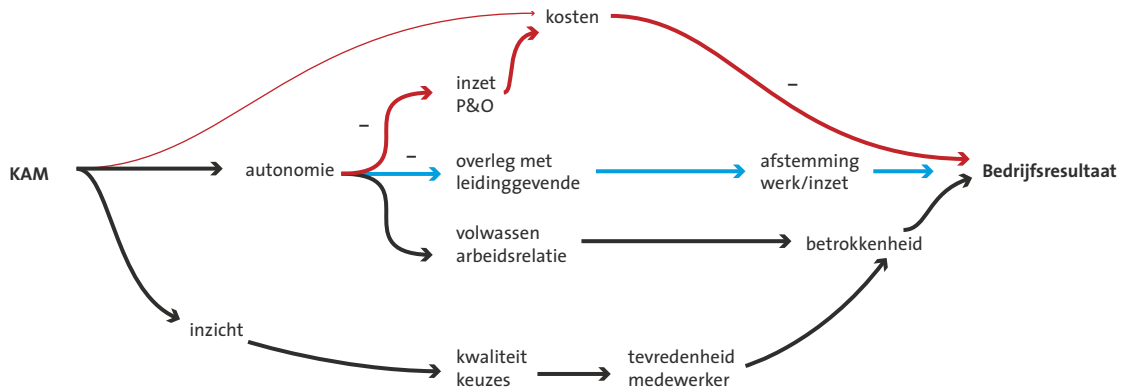 kosten
inzet
P&O
–
–
–
KAM
autonomie
overleg met
leidinggevende
afstemming
werk/inzet
Bedrijfsresultaat
volwassen
arbeidsrelatie
betrokkenheid
inzicht
kwaliteit
keuzes
tevredenheid
medewerker